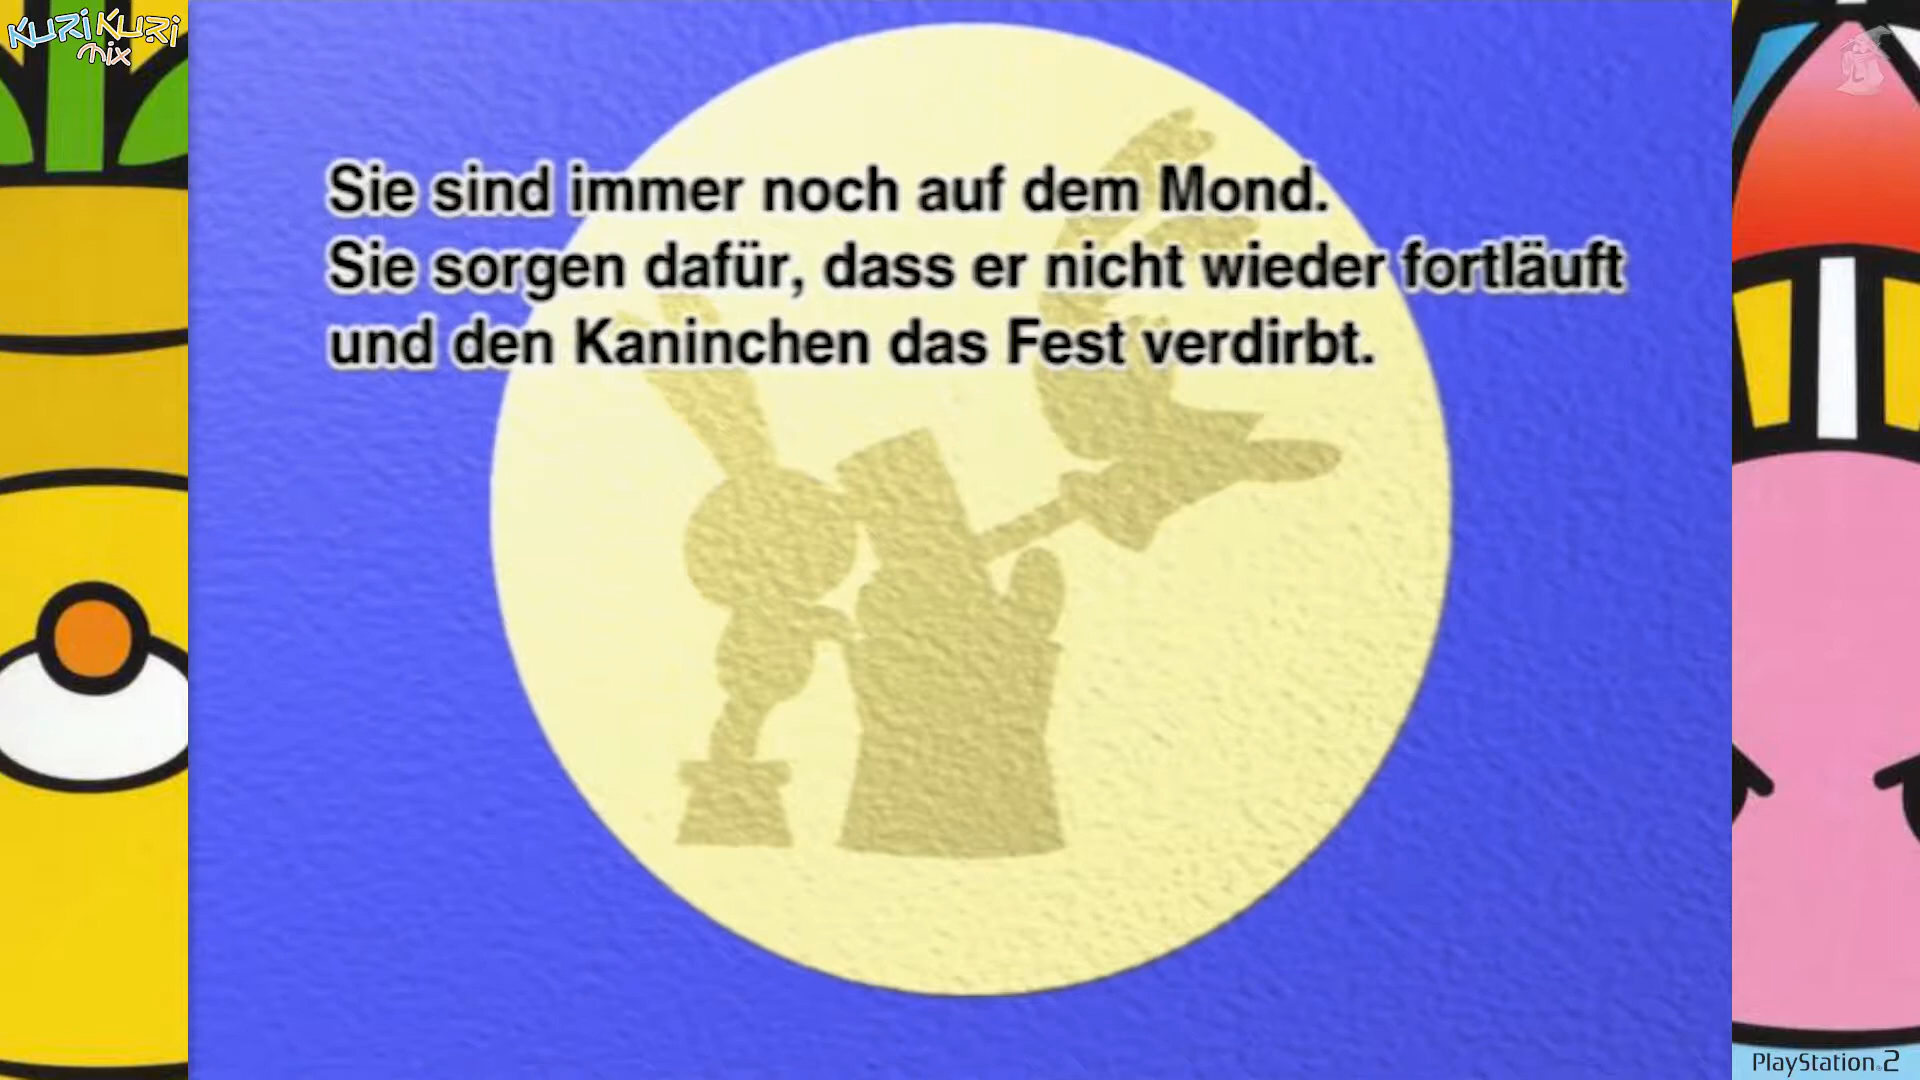 KURI KURI
mix
Sie sind immer noch auf dem Mond.
Sie sorgen dafür, dass er nicht wieder fortläuft
und den Kaninchen das Fest verdirbt.
PlayStation.2